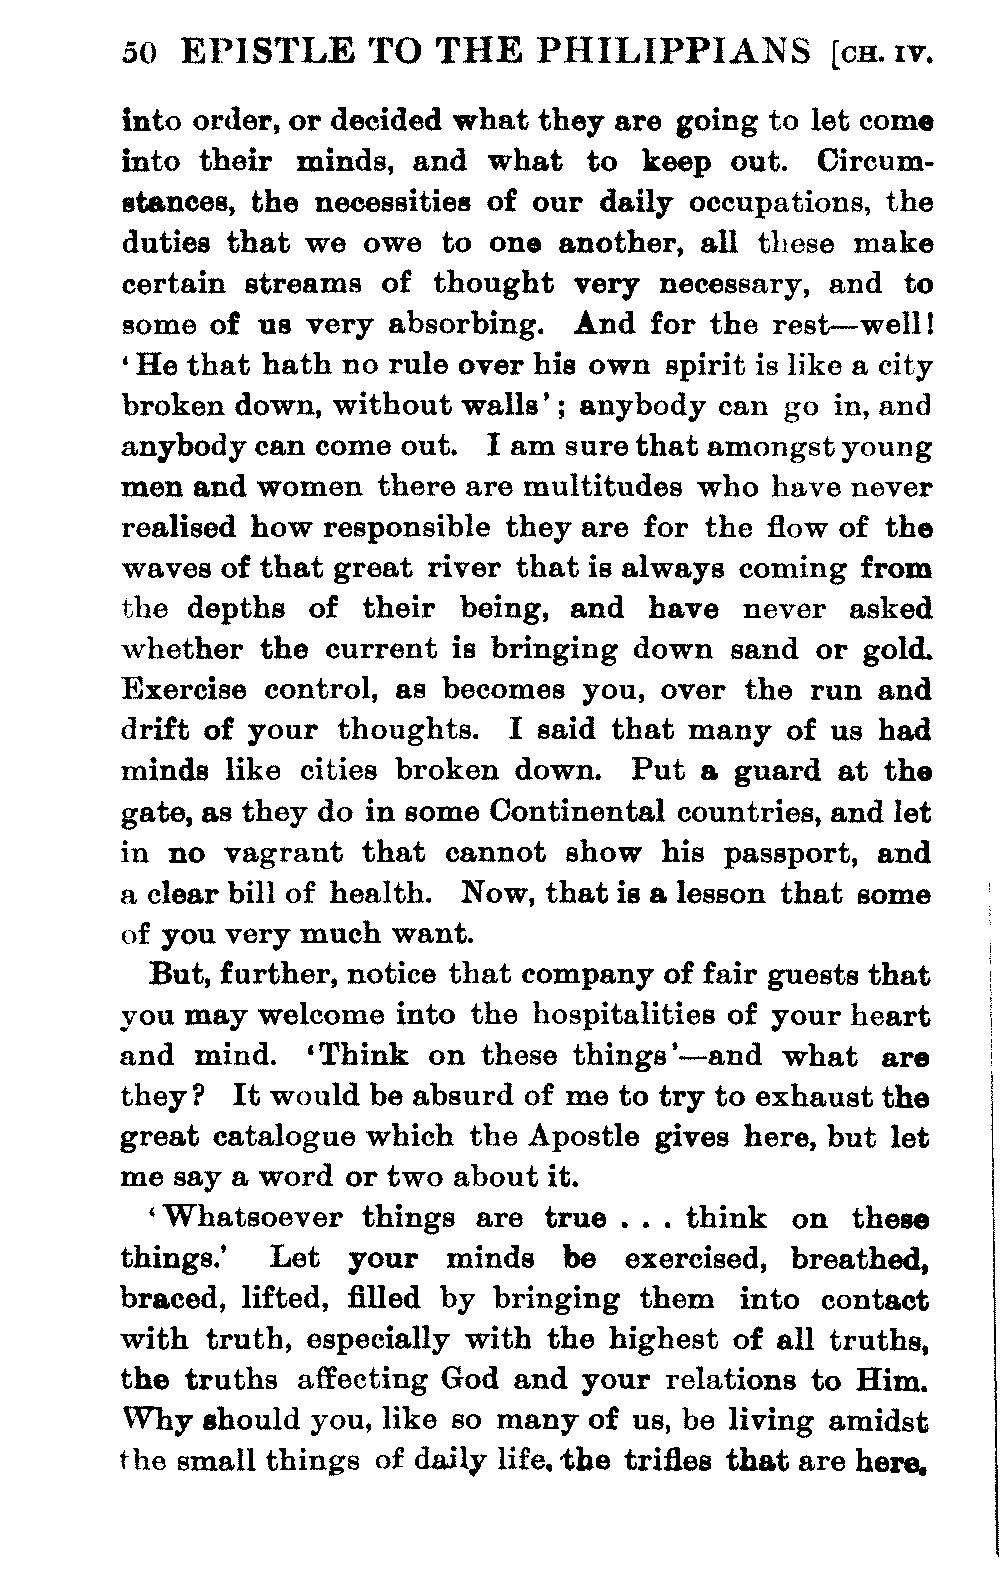 50 EPISTLE TO THE PHILIPPIANS [CH. IV.
into order, or decided what they are going to let come
into their minds, and what to keep out. Circum-
stances, the necessities of our daily occupations, the
duties that we owe to one another, all these make
certain streams of thought very necessary, and to
some of us very absorbing. And for the rest—well!
‘He that hath no rule over his own spirit is like a city
broken down, without walls’; anybody can go in, and
anybody can come out. I am sure that amongst young
men and women there are multitudes who have never
realised how responsible they are for the flow of the
waves of that great river that is always coming from
the depths of their being, and have never asked
whether the current is bringing down sand or gold.
Exercise control, as becomes you, over the run and
drift of your thoughts. I said that many of us had
minds like cities broken down. Put a guard at the
gate, as they do in some Continental countries, and let
in no vagrant that cannot show his passport, and
a clear bill of health. Now, that is a lesson that some
of you very much want.
But, further, notice that company of fair guests that
you may welcome into the hospitalities of your heart
and mind. ‘Think on these things’—and what are
they? It would be absurd of me to try to exhaust the
great catalogue which the Apostle gives here, but let
me say a word or two about it.
‘Whatsoever things are true . . . think on these
things.’ Let your minds be exercised, breathed,
braced, lifted, filled by bringing them into contact
with truth, especially with the highest of all truths,
the truths affecting God and your relations to Him.
Why should you, like so many of us, be living amidst
the small things of daily life, the trifles that are here,